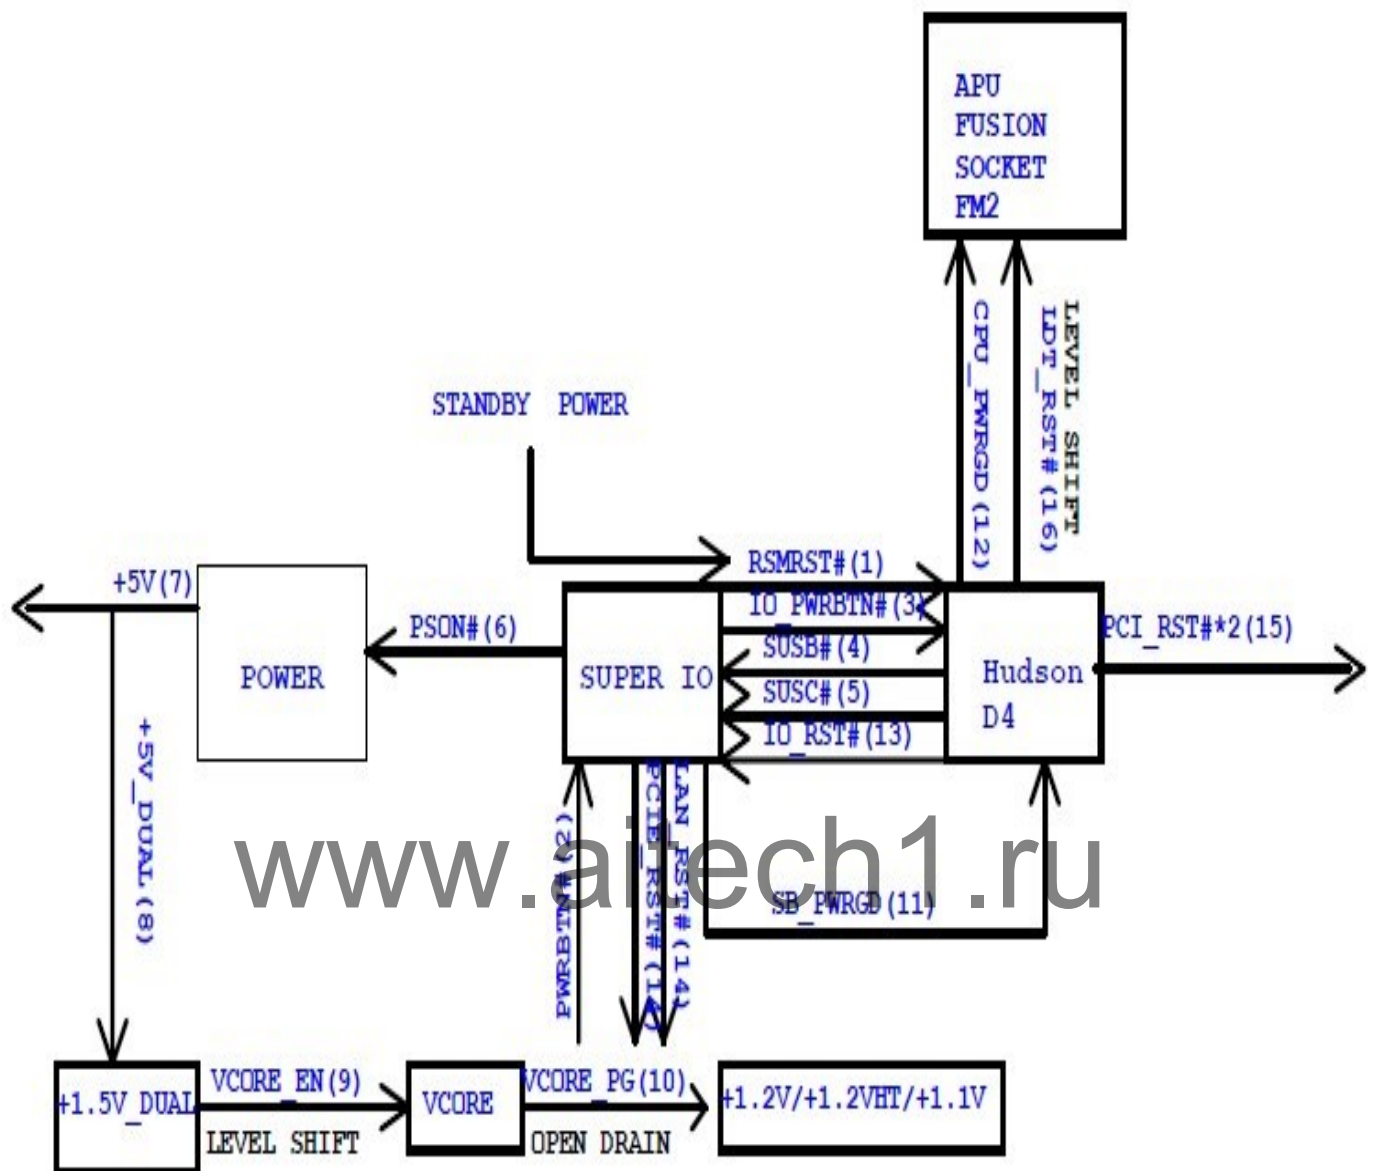 APU
FUSION
SOCKET
FM2
CPU_PWRGD(12)
LDT_RST#(16)
LEVEL SHIFT
STANDBY POWER
RSMRST#(1)
+5V(7)
IO_PWRBTN#(3)
PSON#(6)
PCI_RST#*2(15)
SUSB#(4)
POWER
SUPER IO
Hudson
D4
SUSC#(5)
IO_RST#(13)
+5V_DUAL(8)
PWRBTN#(2)
PCIE_RST#(14)
LAN_RST#(14)
www.aitech1.ru
SB_PWRGD(11)
+1.5V_DUAL
VCORE_EN(9)
LEVEL SHIFT
VCORE
VCORE_PG(10)
OPEN DRAIN
+1.2V/+1.2VHT/+1.1V